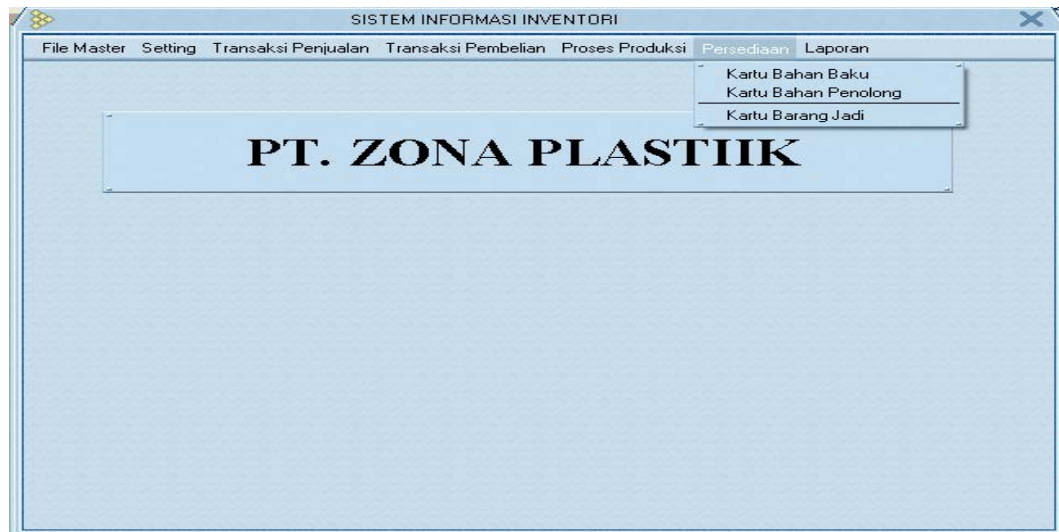 SISTEM INFORMASI INVENTORI
File Master Setting Transaksi Penjualan Transaksi Pembelian Proses Produksi Persediaan Laporan
Kartu Bahan Baku
Kartu Bahan Penolong
Kartu Barang Jadi
PT. ZONA PLASTIIK